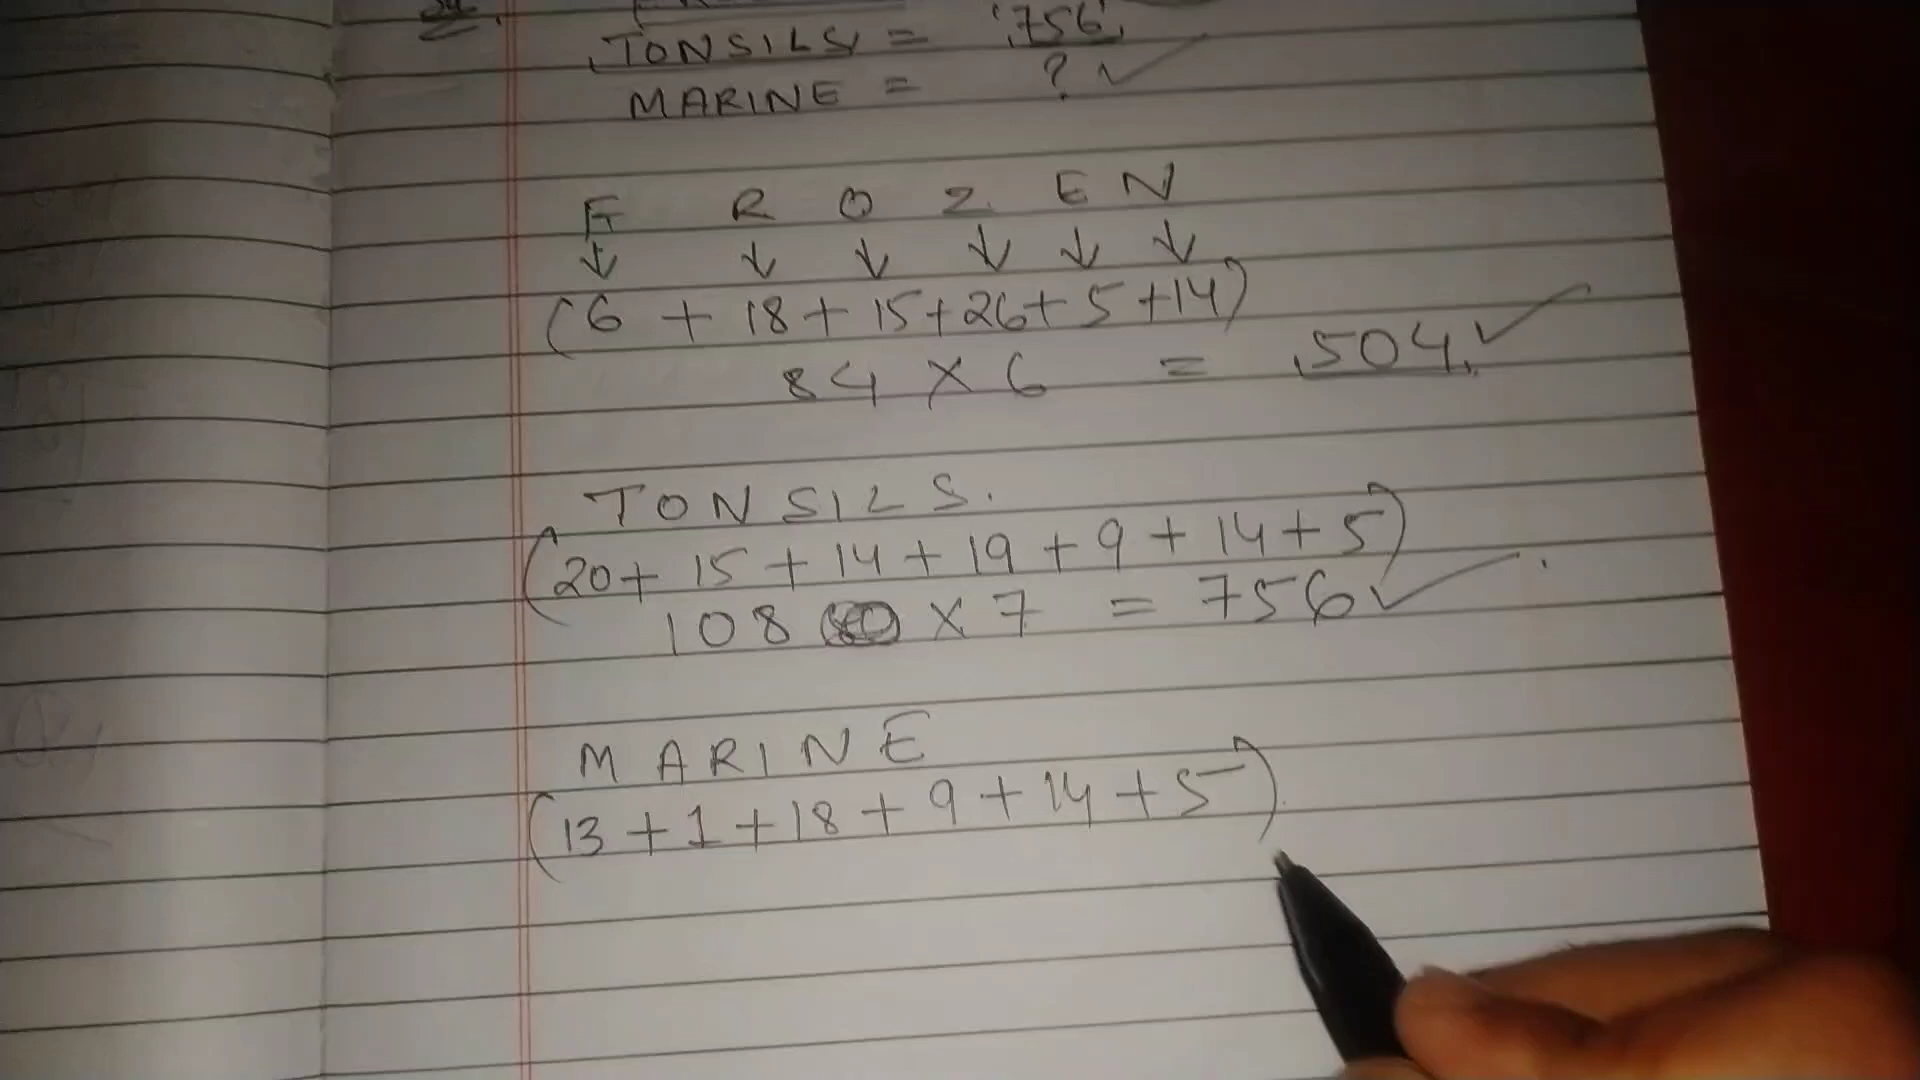 TONSILS = 756
MARINE = ? ✓
F R O Z E N
↓ ↓ ↓ ↓ ↓ ↓
(6 + 18 + 15 + 26 + 5 + 14)
84 × 6 = 504 ✓
TONSILS.
(20 + 15 + 14 + 19 + 9 + 14 + 5)
108 × 7 = 756 ✓
MARINE
(13 + 1 + 18 + 9 + 14 + 5)